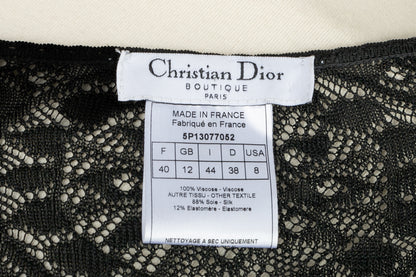 Christian Dior
BOUTIQUE
PARIS
MADE IN FRANCE
Fabriqué en France
5P13077052
F GB I D USA
40 12 44 38 8
100% Viscose - Viscose
AUTRE TISSU - OTHER TEXTILE
88% Soie - Silk
12% Elastomere - Elastomere
NETTOYAGE A SEC UNIQUEMENT